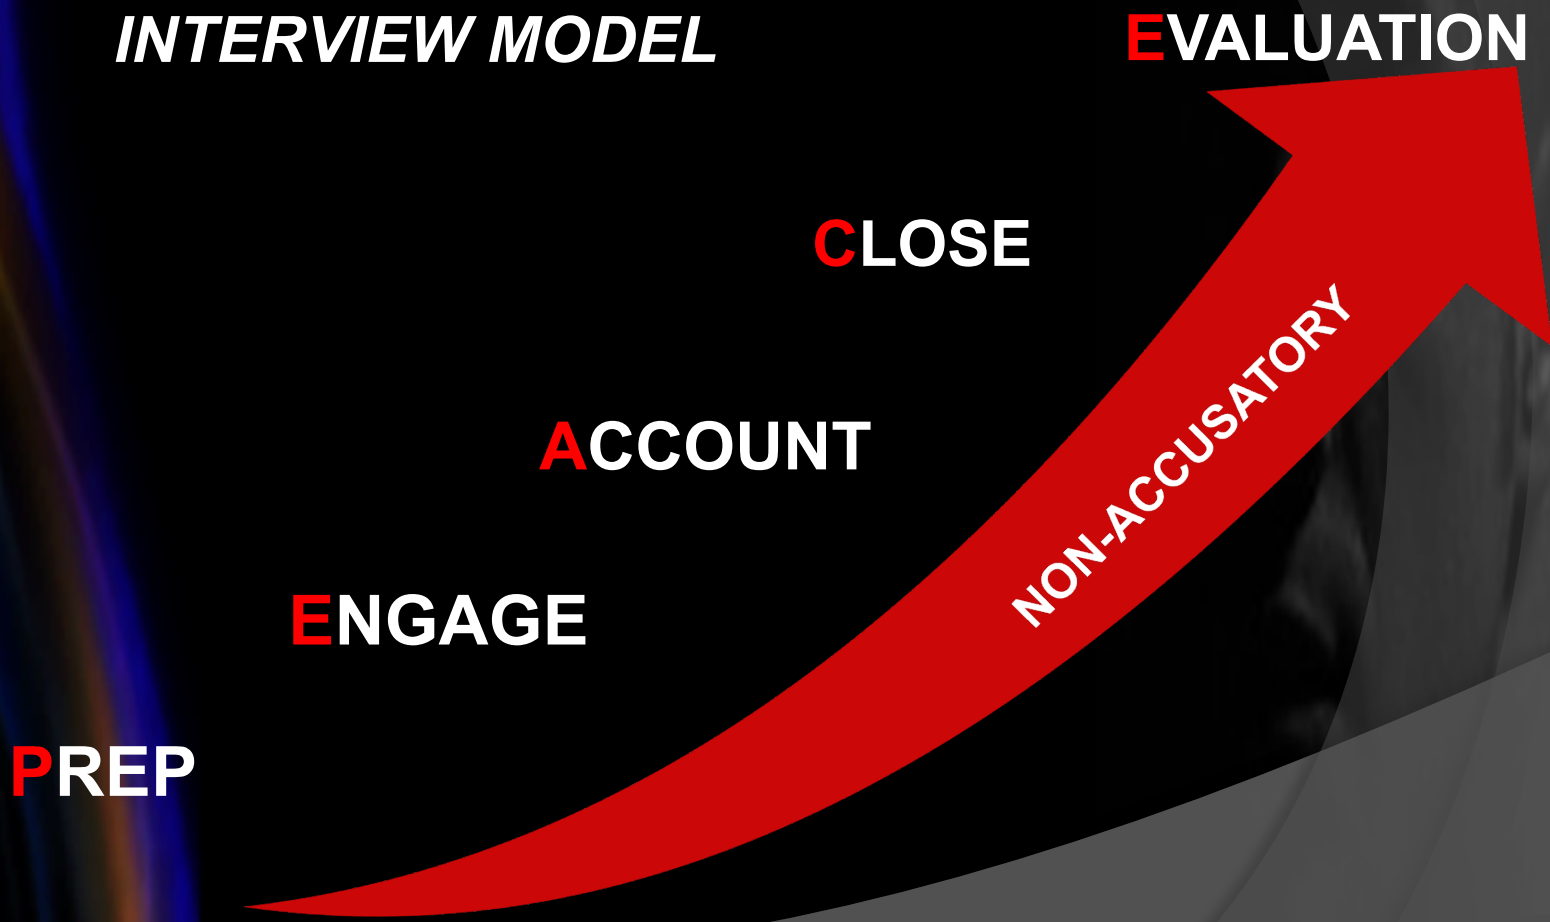 INTERVIEW MODEL
EVALUATION
CLOSE
ACCOUNT
NON-ACCUSATORY
ENGAGE
PREP